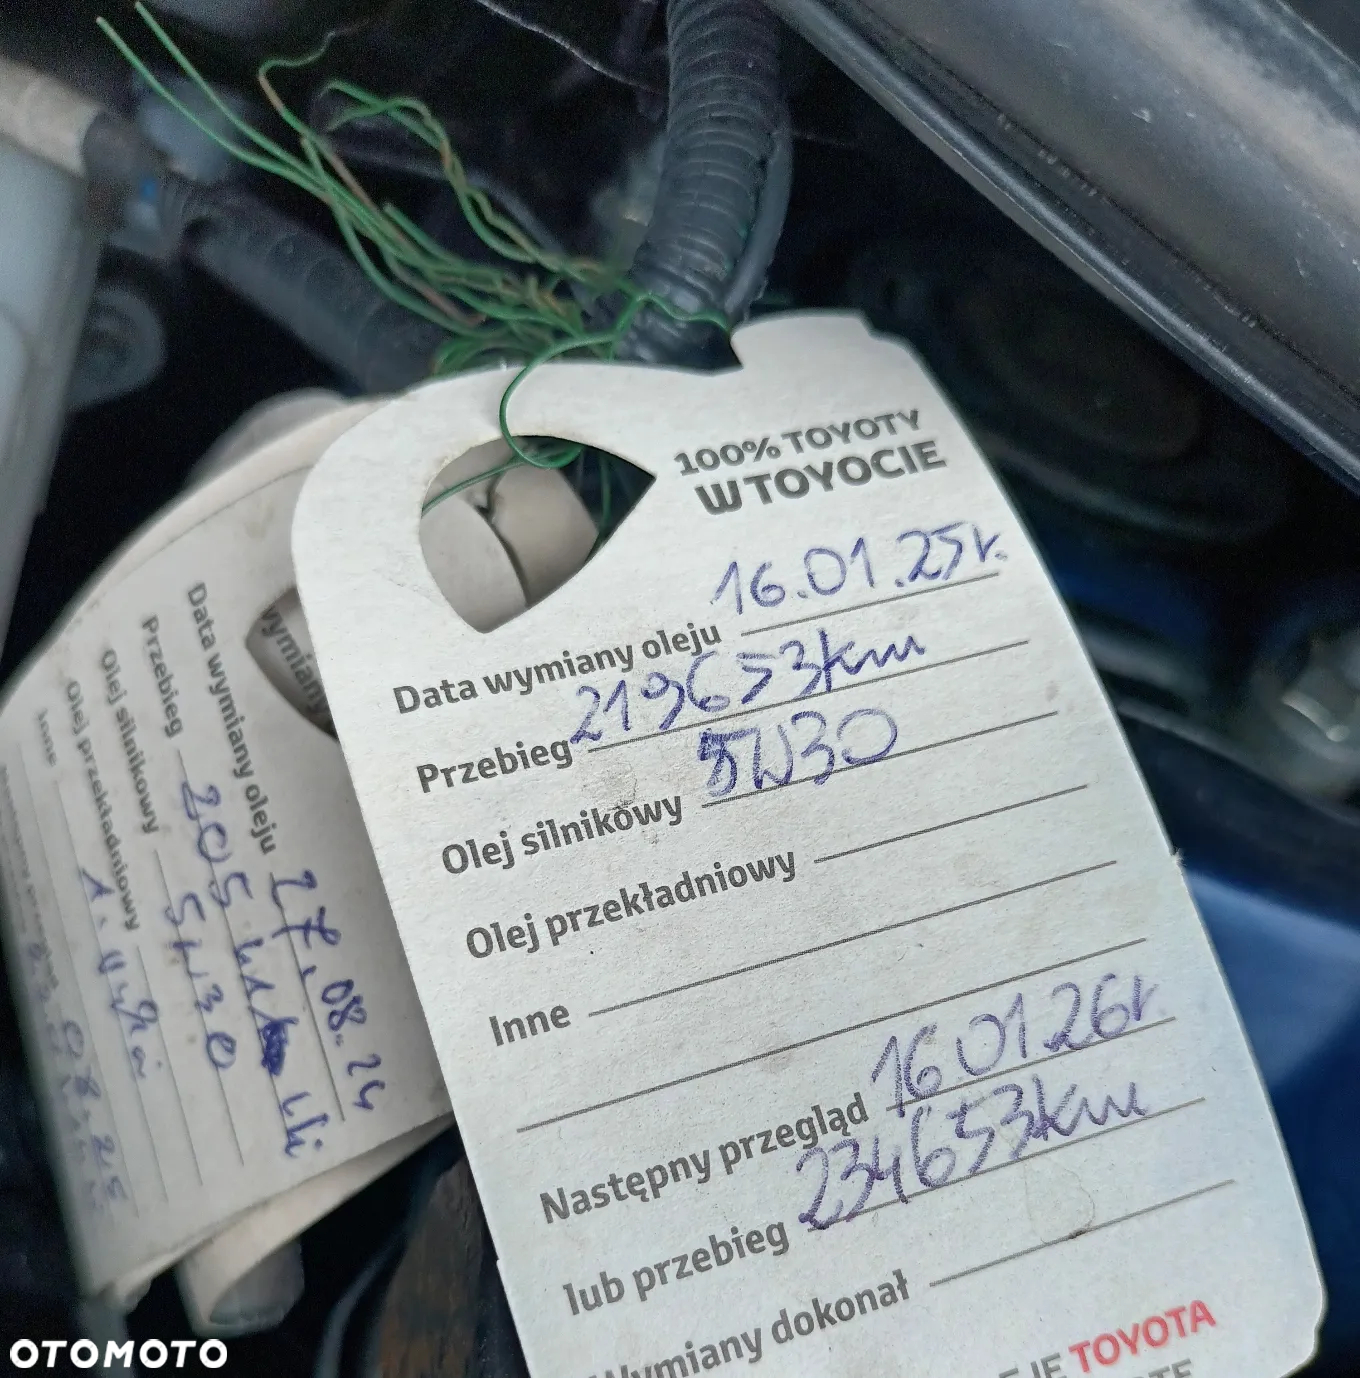 100% TOYOTY
W TOYOCIE
Data wymiany oleju 16.01.25r.
Przebieg 219653km
Olej silnikowy 5W30
Olej przekładniowy
Inne
Następny przegląd 16.01.26r.
lub przebieg 234653km
Wymiany dokonał
JE TOYOTA
wymiany
Data wymiany oleju 27.08.24
Przebieg 205
Olej silnikowy 5W30
Olej przekładniowy
Inne
OTOMOTO